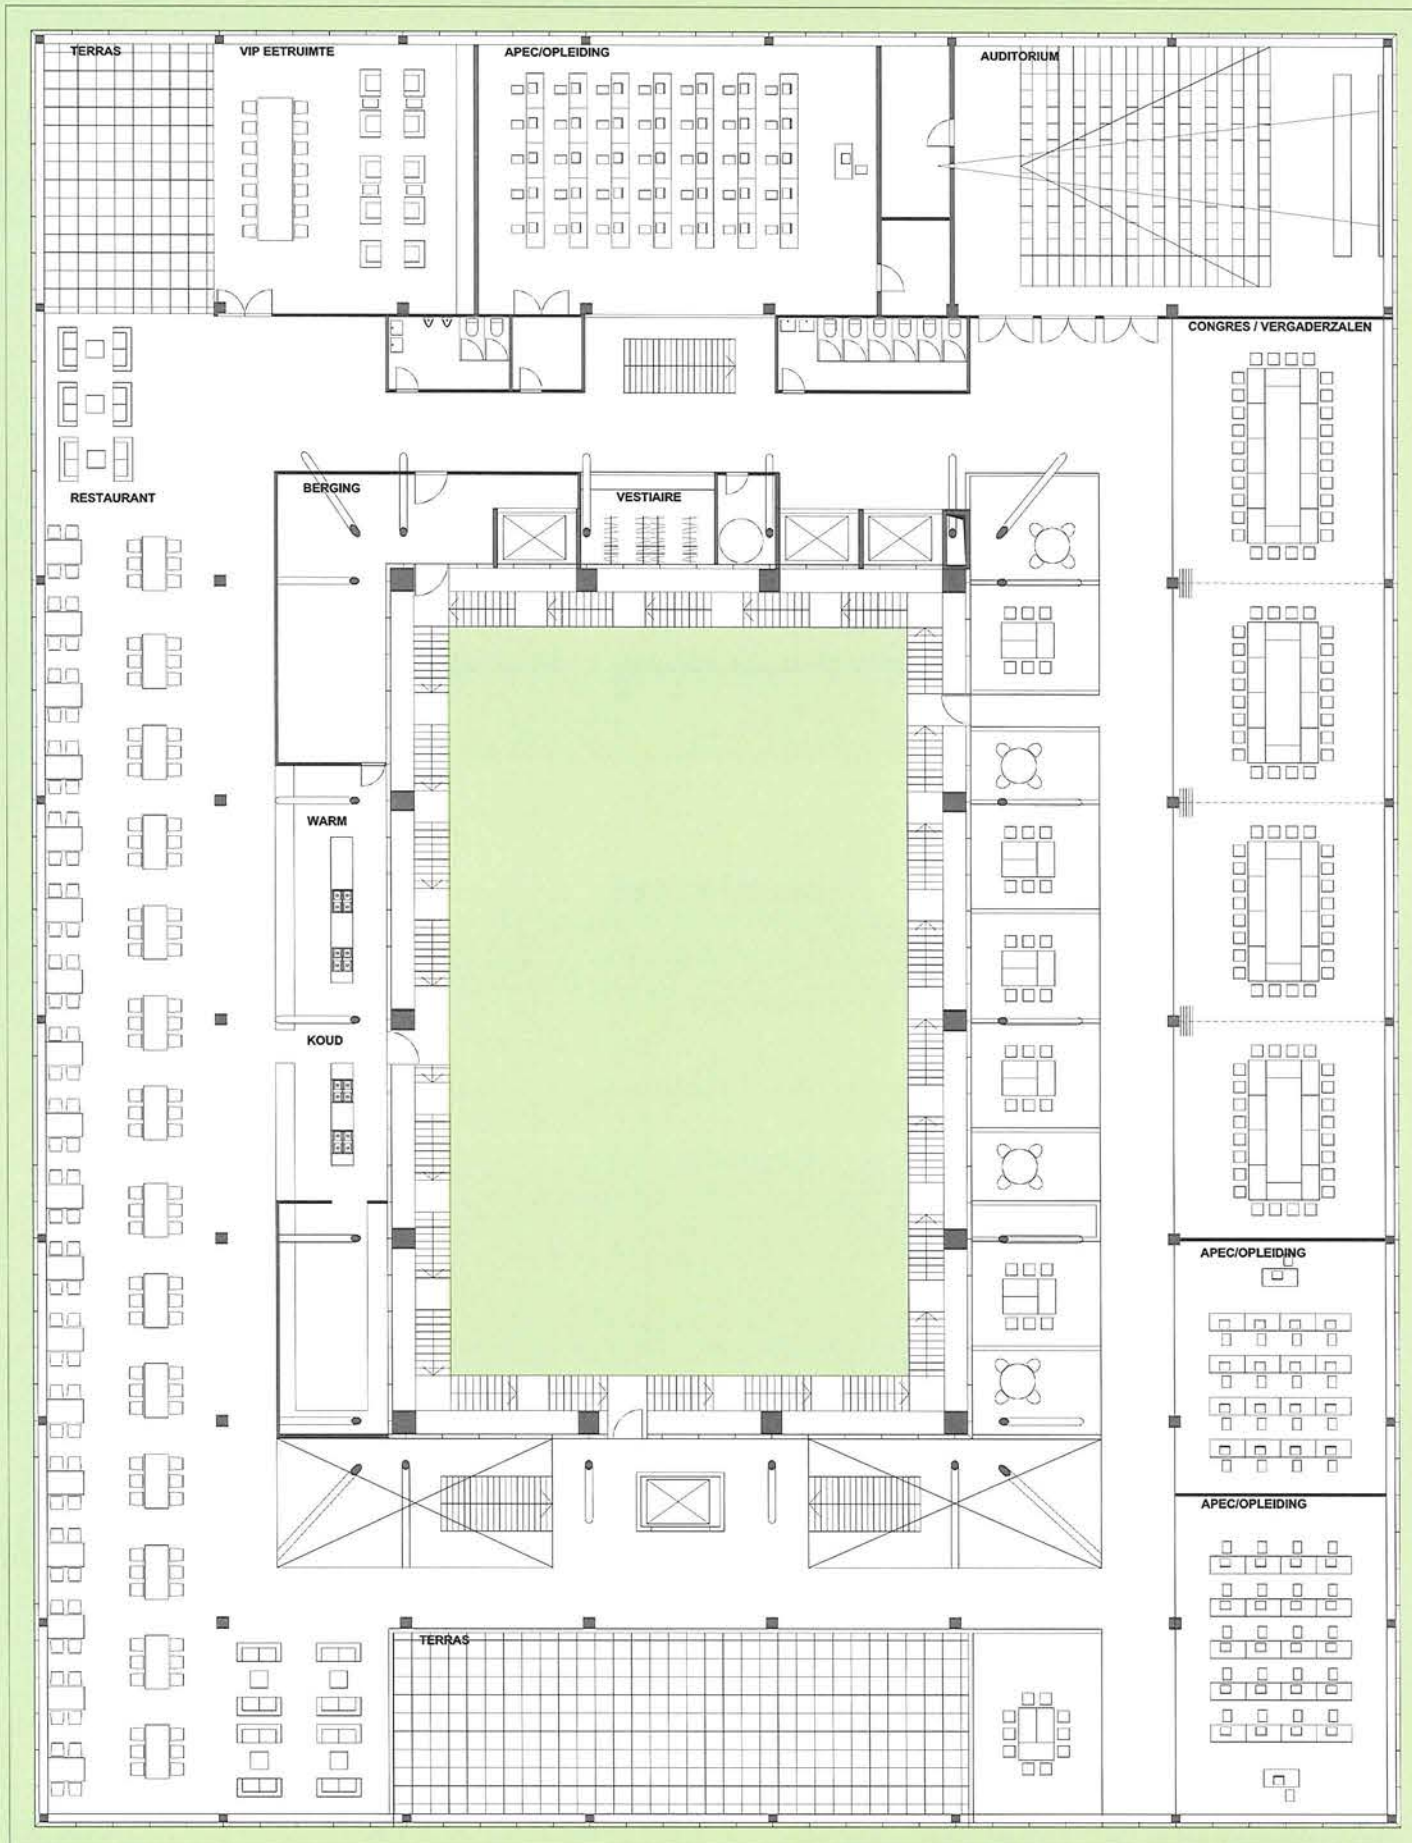 TERRAS
VIP EETRUIMTE
APEC/OPLEIDING
AUDITORIUM
CONGRES / VERGADERZALEN
RESTAURANT
BERGING
VESTIAIRE
WARM
KOUD
APEC/OPLEIDING
APEC/OPLEIDING
TERRAS